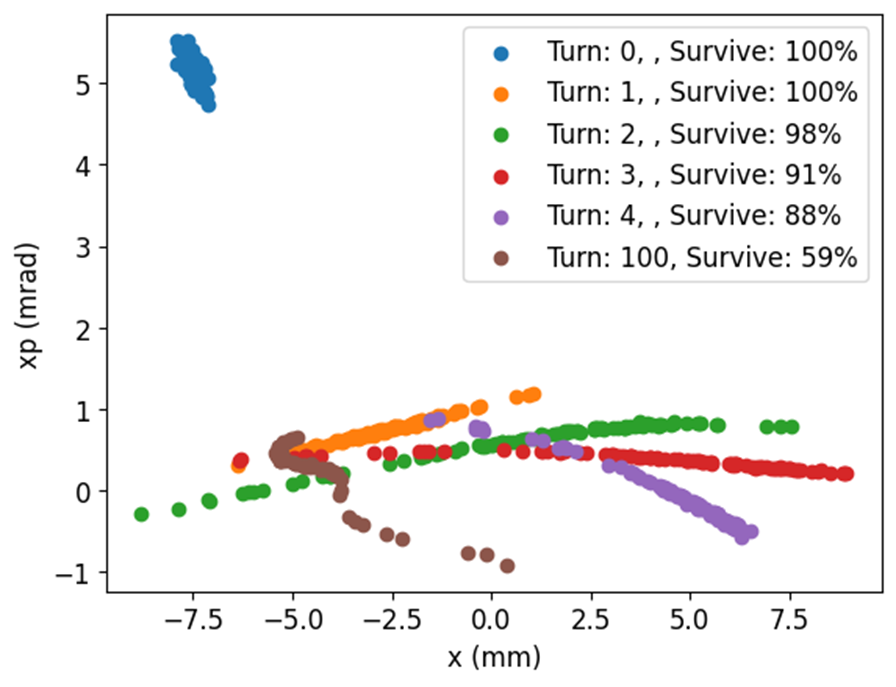 Turn: 0, , Survive: 100%
Turn: 1, , Survive: 100%
Turn: 2, , Survive: 98%
Turn: 3, , Survive: 91%
Turn: 4, , Survive: 88%
Turn: 100, Survive: 59%
xp (mrad)
5
4
3
2
1
0
−1
−7.5 −5.0 −2.5 0.0 2.5 5.0 7.5
x (mm)